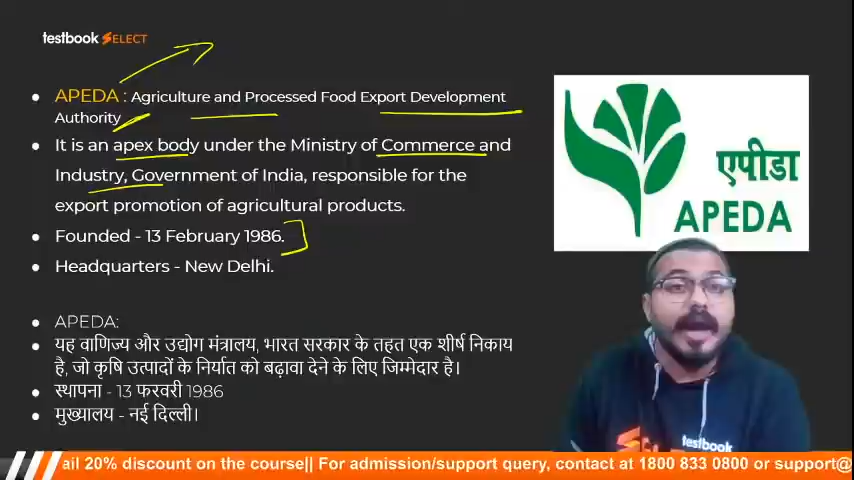 testbook SELECT
• APEDA : Agriculture and Processed Food Export Development
Authority
• It is an apex body under the Ministry of Commerce and
Industry, Government of India, responsible for the
export promotion of agricultural products.
• Founded - 13 February 1986.
• Headquarters - New Delhi.
एपीडा
APEDA
• APEDA:
• यह वाणिज्य और उद्योग मंत्रालय, भारत सरकार के तहत एक शीर्ष निकाय
है, जो कृषि उत्पादों के निर्यात को बढ़ावा देने के लिए जिम्मेदार है।
• स्थापना - 13 फरवरी 1986
• मुख्यालय - नई दिल्ली।
testbook
ail 20% discount on the course|| For admission/support query, contact at 1800 833 0800 or support@